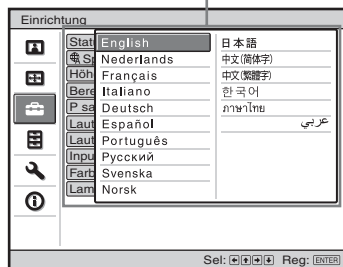 Einrichtung
Stat
Sp
Höh
Bere
P sa
Laut
Laut
Inpu
Farb
Lam
English
Nederlands
Français
Italiano
Deutsch
Español
Português
Русский
Svenska
Norsk
日本語
中文(简体字)
中文(繁體字)
한국어
ภาษาไทย
عربي
Sel: Reg: ENTER